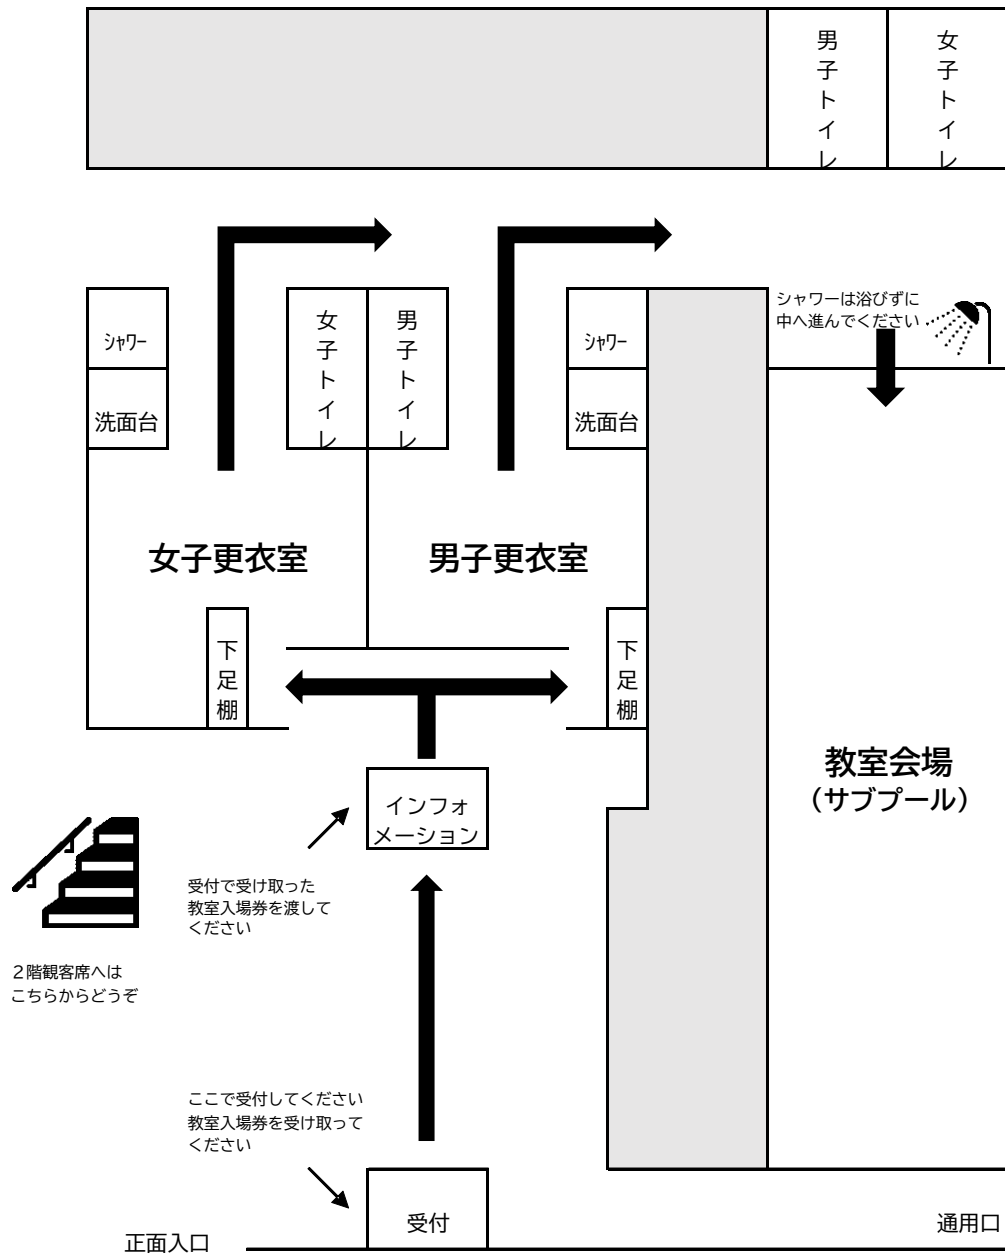 男子トイレ
女子トイレ
シャワーは浴びずに
中へ進んでください
ｼｬﾜｰ
洗面台
女子トイレ
男子トイレ
ｼｬﾜｰ
洗面台
女子更衣室
男子更衣室
下足棚
下足棚
教室会場
（サブプール）
インフォ
メーション
受付で受け取った
教室入場券を渡して
ください
２階観客席へは
こちらからどうぞ
ここで受付してください
教室入場券を受け取って
ください
受付
通用口
正面入口